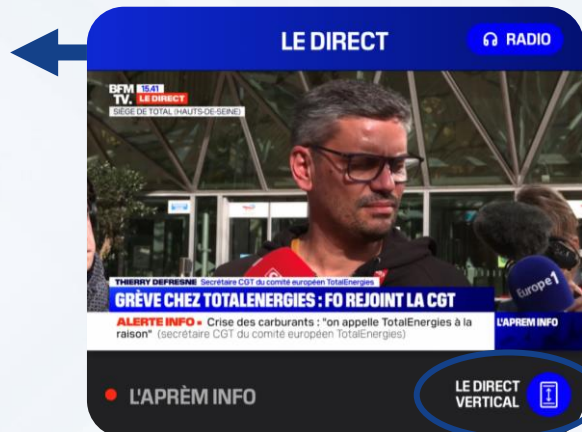 LE DIRECT
RADIO
BFM 15.41
TV. LE DIRECT
SIÈGE DE TOTAL (HAUTS-DE-SEINE)
Europe 1
THIERRY DEFRESNE Secrétaire CGT du comité européen TotalEnergies
GRÈVE CHEZ TOTALENERGIES : FO REJOINT LA CGT
ALERTE INFO • Crise des carburants : "on appelle TotalEnergies à la
raison" (secrétaire CGT du comité européen TotalEnergies)
L'APREM INFO
L'APRÈM INFO
LE DIRECT
VERTICAL